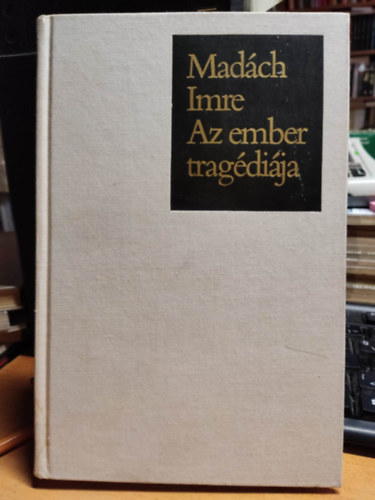 Madách
Imre
Az ember
tragédiája